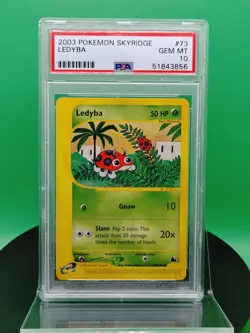 2003 POKEMON SKYRIDGE #73
LEDYBA GEM MT
PSA 10
51843856
Ledyba 50 HP
Gnaw 10
Slam Flip 2 coins. This
attack does 20 damage 20x
times the number of heads.